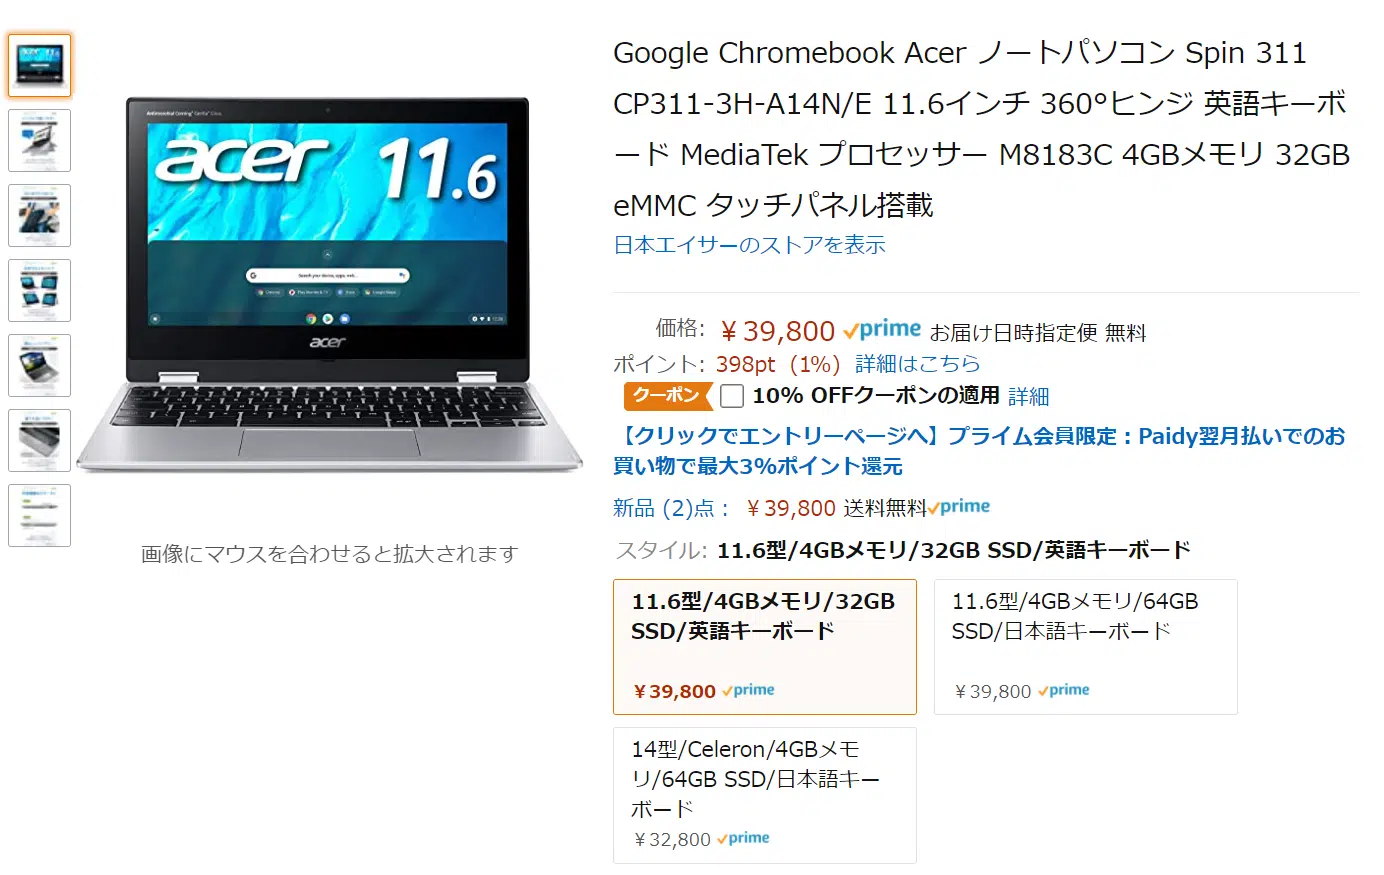 Google Chromebook Acer ノートパソコン Spin 311
CP311-3H-A14N/E 11.6インチ 360°ヒンジ 英語キーボ
ード MediaTek プロセッサー M8183C 4GBメモリ 32GB
eMMC タッチパネル搭載
日本エイサーのストアを表示
acer 11.6
Search your device, apps, web...
acer
画像にマウスを合わせると拡大されます
価格: ￥39,800 prime お届け日時指定便 無料
ポイント: 398pt (1%) 詳細はこちら
クーポン 10% OFFクーポンの適用 詳細
【クリックでエントリーページへ】プライム会員限定：Paidy翌月払いでのお
買い物で最大3%ポイント還元
新品 (2)点： ￥39,800 送料無料 prime
スタイル: 11.6型/4GBメモリ/32GB SSD/英語キーボード
11.6型/4GBメモリ/32GB
SSD/英語キーボード
￥39,800 prime
11.6型/4GBメモリ/64GB
SSD/日本語キーボード
￥39,800 prime
14型/Celeron/4GBメモ
リ/64GB SSD/日本語キー
ボード
￥32,800 prime